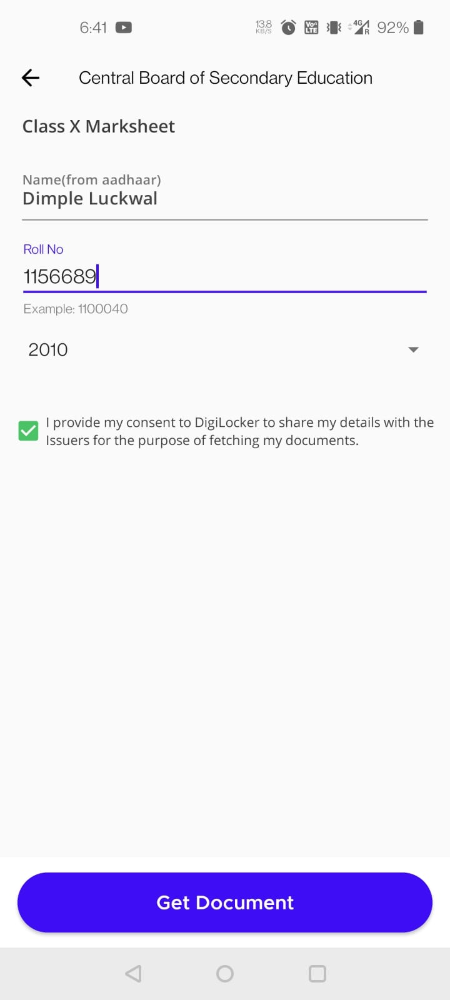 6:41 13.8 KB/S VoLTE 4G R 92%
Central Board of Secondary Education
Class X Marksheet
Name(from aadhaar)
Dimple Luckwal
Roll No
1156689
Example: 1100040
2010
I provide my consent to DigiLocker to share my details with the
Issuers for the purpose of fetching my documents.
Get Document